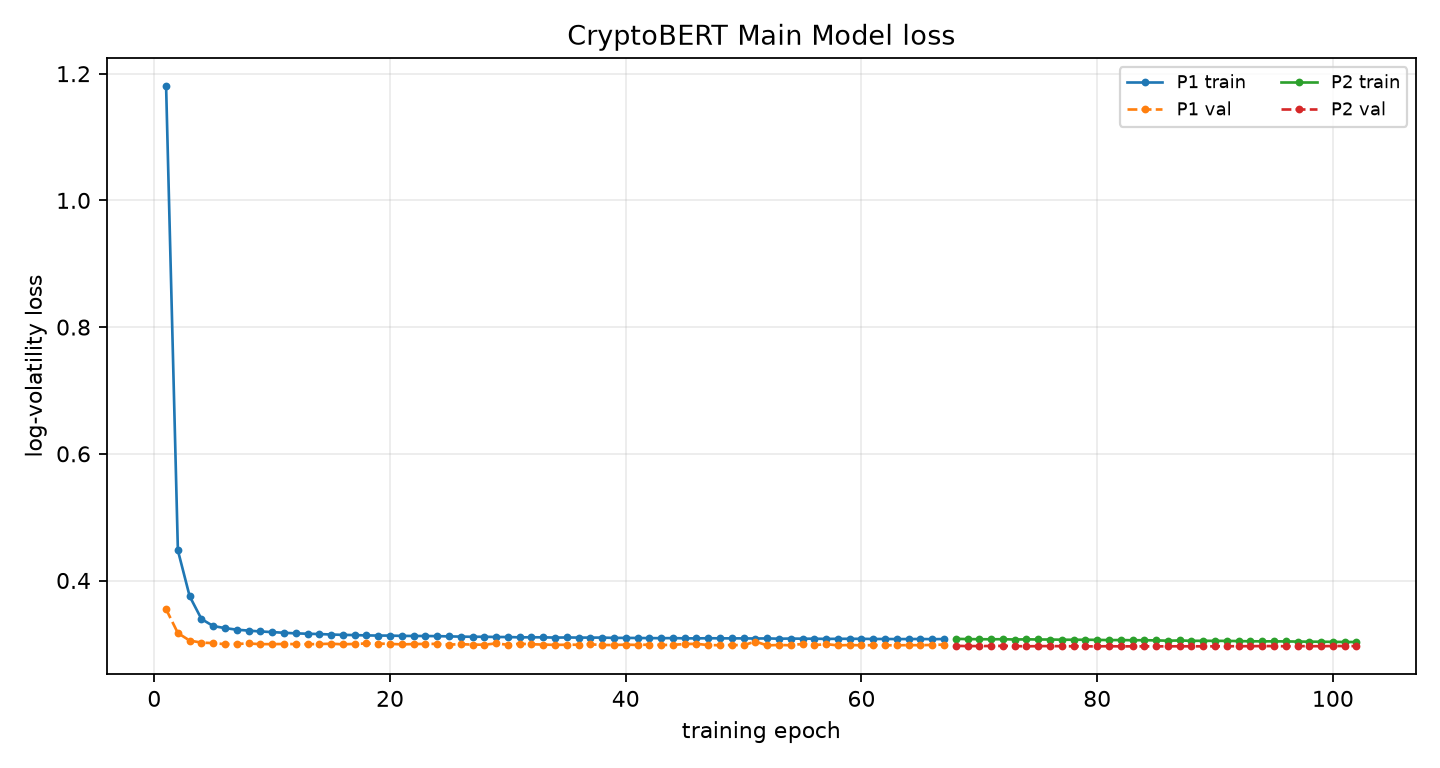 CryptoBERT Main Model loss
P1 train
P1 val
P2 train
P2 val
log-volatility loss
1.2
1.0
0.8
0.6
0.4
0 20 40 60 80 100
training epoch